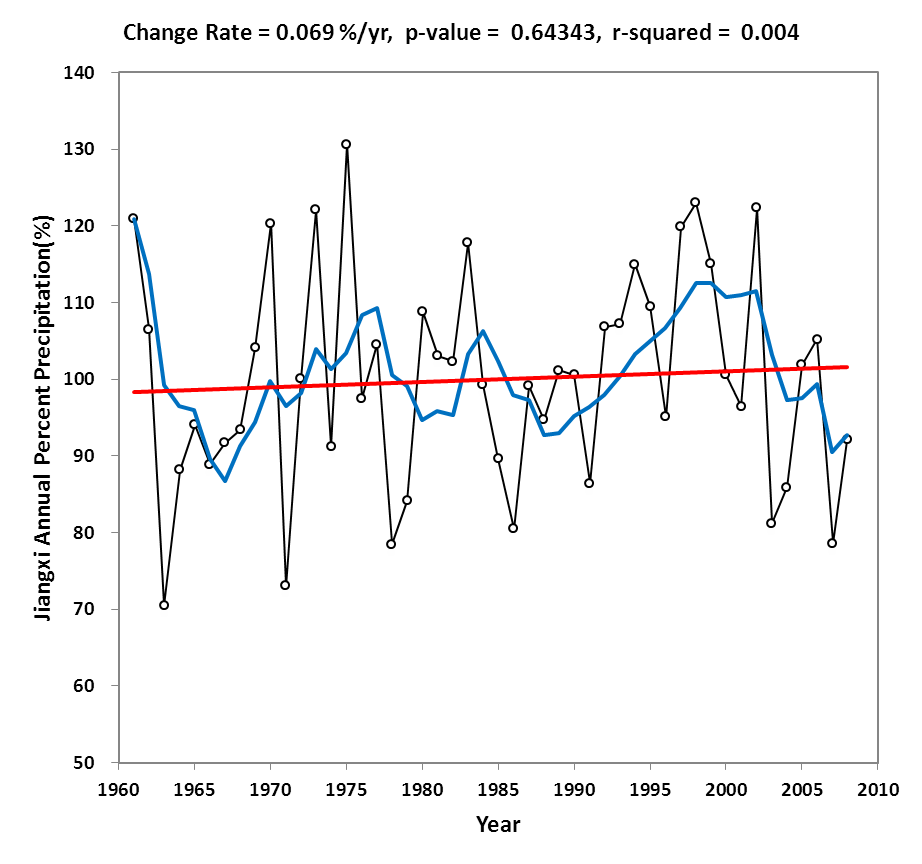 Change Rate = 0.069 %/yr, p-value = 0.64343, r-squared = 0.004
Jiangxi Annual Percent Precipitation(%)
140
130
120
110
100
90
80
70
60
50
1960 1965 1970 1975 1980 1985 1990 1995 2000 2005 2010
Year